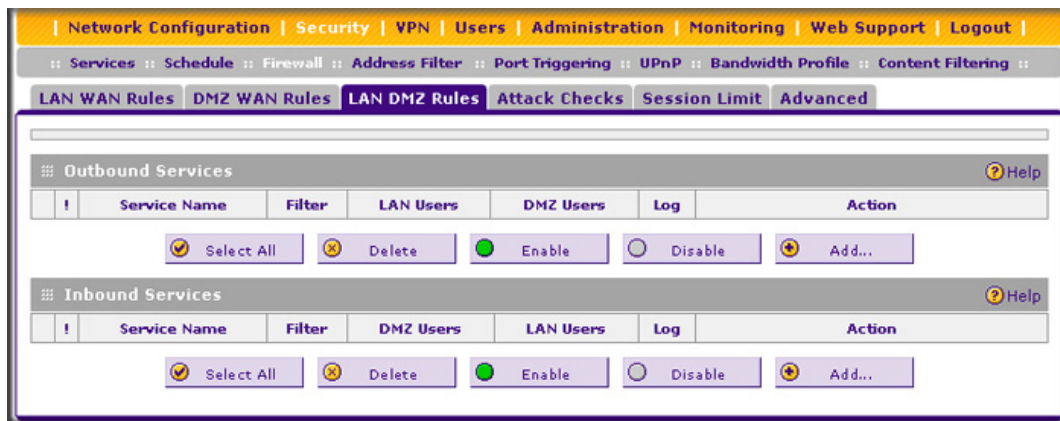 | Network Configuration | Security | VPN | Users | Administration | Monitoring | Web Support | Logout |
:: Services :: Schedule :: Firewall :: Address Filter :: Port Triggering :: UPnP :: Bandwidth Profile :: Content Filtering ::
LAN WAN Rules DMZ WAN Rules LAN DMZ Rules Attack Checks Session Limit Advanced
Outbound Services ? Help
! Service Name Filter LAN Users DMZ Users Log Action
Select All Delete Enable Disable Add...
Inbound Services ? Help
! Service Name Filter DMZ Users LAN Users Log Action
Select All Delete Enable Disable Add...